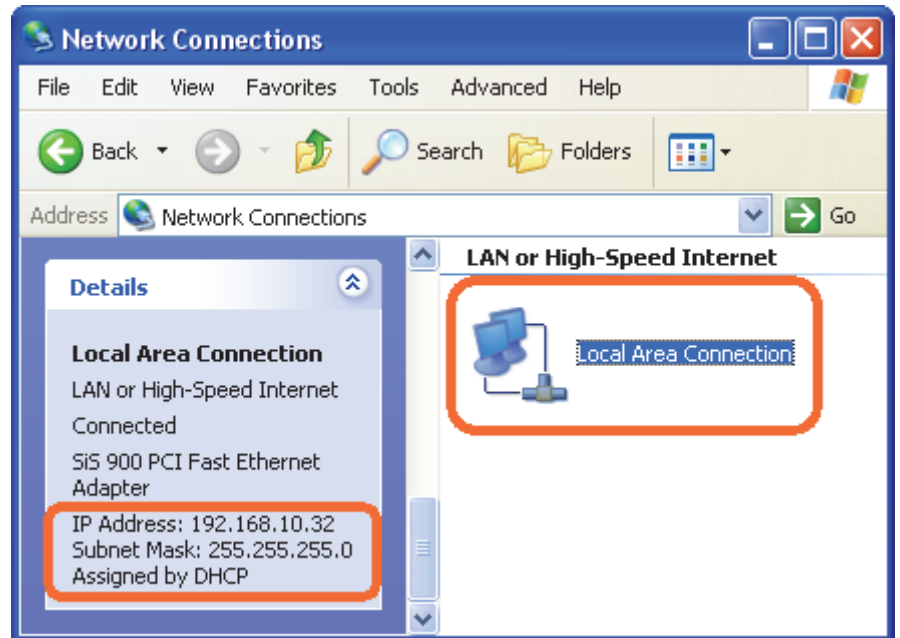 Network Connections
File Edit View Favorites Tools Advanced Help
Back Search Folders
Address Network Connections Go
Details
Local Area Connection
LAN or High-Speed Internet
Connected
SiS 900 PCI Fast Ethernet
Adapter
IP Address: 192.168.10.32
Subnet Mask: 255.255.255.0
Assigned by DHCP
LAN or High-Speed Internet
Local Area Connection